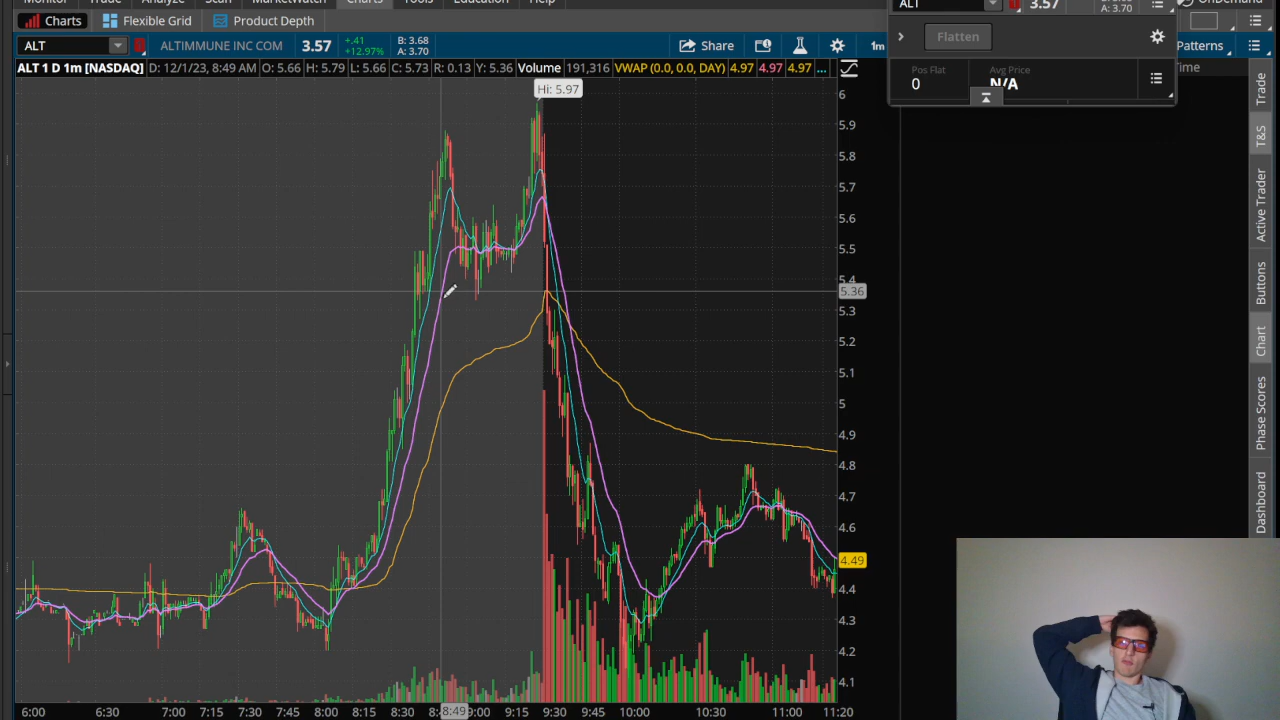 Monitor Trade Analyze Scan MarketWatch Charts Tools Education Help
ALT 3.57 A: 3.70 OnDemand
Charts Flexible Grid Product Depth
Flatten
ALT ALTIMMUNE INC COM 3.57 +.41 B: 3.68 Share 1m Patterns
+12.97% A: 3.70
ALT 1 D 1m [NASDAQ] D: 12/1/23, 8:49 AM O: 5.66 H: 5.79 L: 5.66 C: 5.73 R: 0.13 Y: 5.36 Volume 191,316 VWAP (0.0, 0.0, DAY) 4.97 4.97 4.97 ...
Pos Flat Avg Price
0 N/A
Hi: 5.97
6
5.9
5.8
5.7
5.6
5.5
5.4
5.36
5.3
5.2
5.1
5
4.9
4.8
4.7
4.6
4.49
4.4
4.3
4.2
4.1
6:00 6:30 7:00 7:15 7:30 7:45 8:00 8:15 8:30 8:49 9:00 9:15 9:30 9:45 10:00 10:30 11:00 11:20
Trade
T&S
Active Trader
Buttons
Chart
Phase Scores
Dashboard